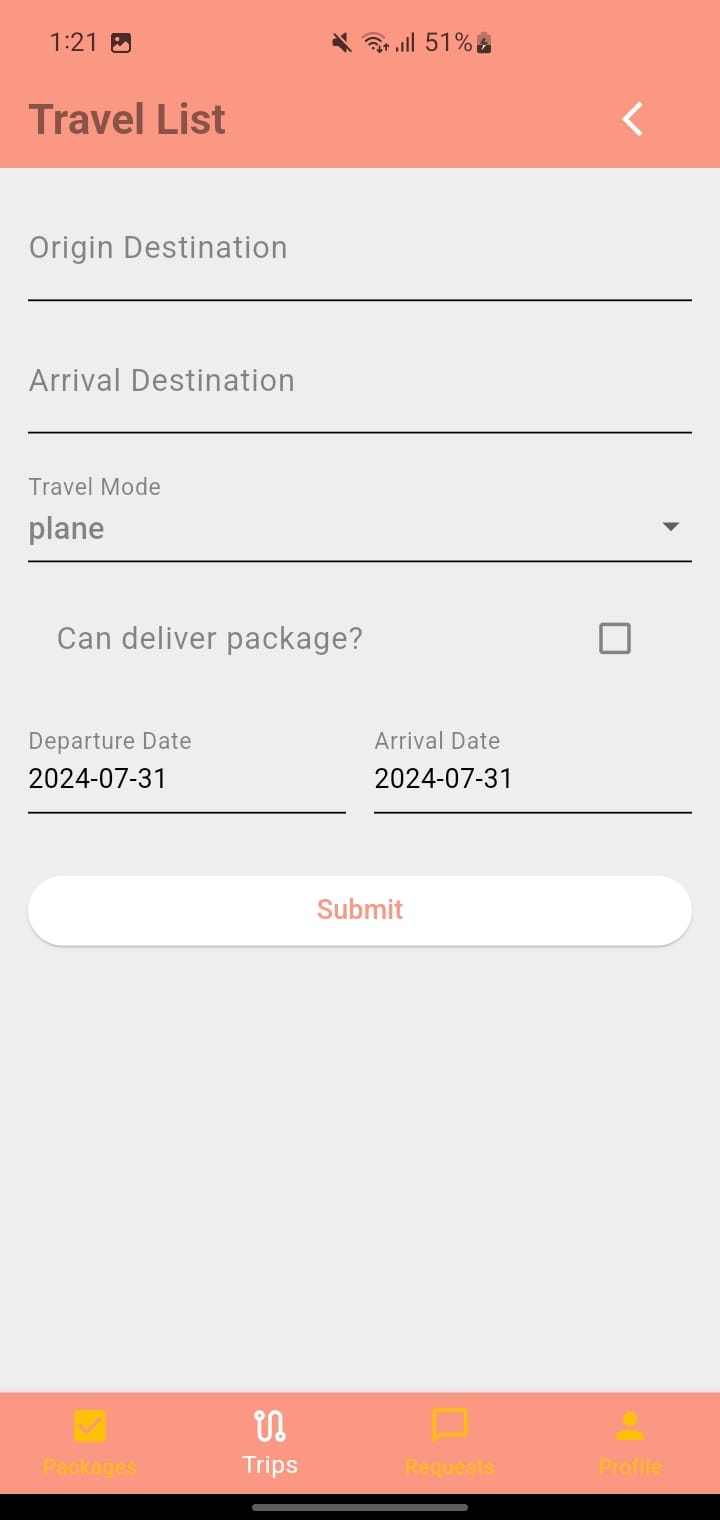 1:21 51%
Travel List
Origin Destination
Arrival Destination
Travel Mode
plane
Can deliver package?
Departure Date Arrival Date
2024-07-31 2024-07-31
Submit
Packages Trips Requests Profile